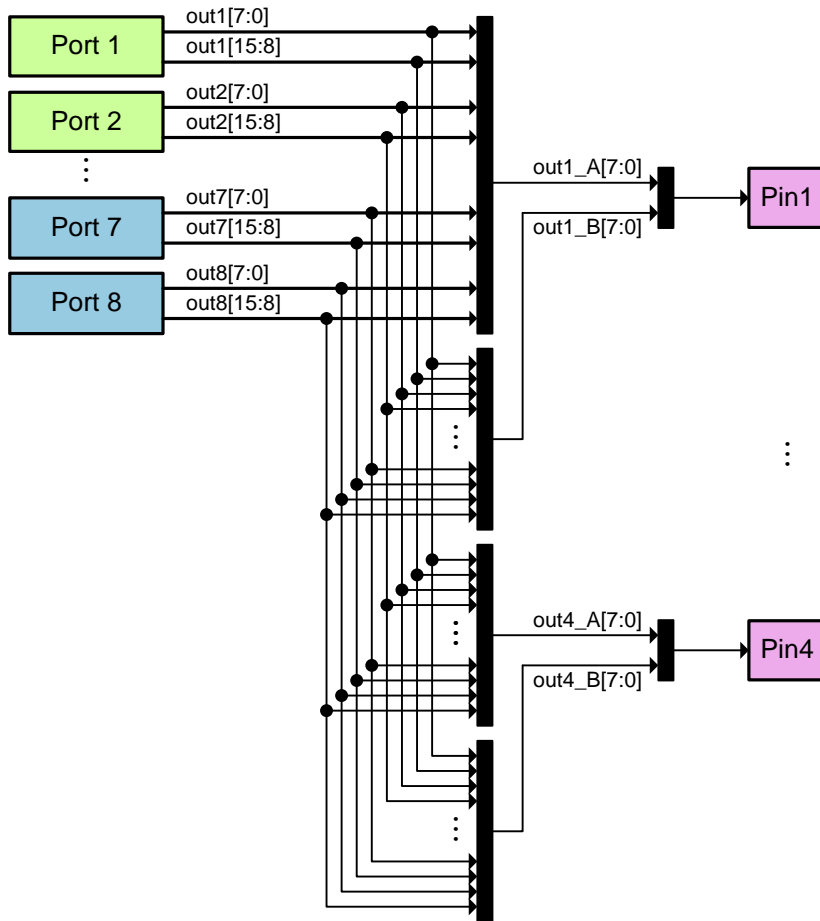 out1[7:0]
Port 1
out1[15:8]
out2[7:0]
Port 2
out2[15:8]
⋮
out1_A[7:0]
Pin1
out7[7:0]
Port 7
out7[15:8]
out1_B[7:0]
out8[7:0]
Port 8
out8[15:8]
⋮
⋮
out4_A[7:0]
⋮
Pin4
out4_B[7:0]
⋮